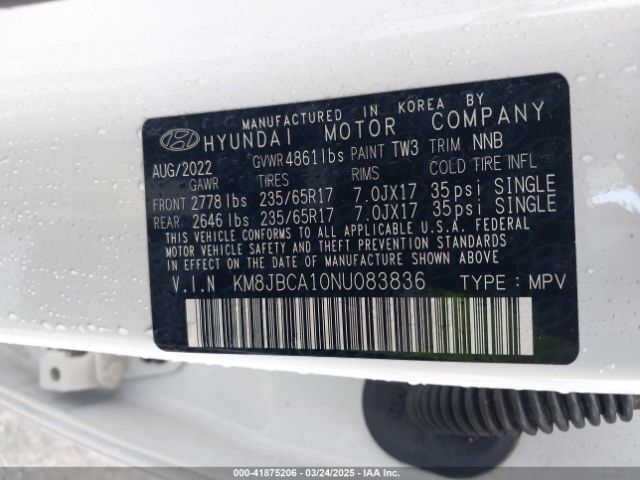 MANUFACTURED IN KOREA BY
HYUNDAI MOTOR COMPANY
AUG/2022 GVWR 4861lbs PAINT TW3 TRIM NNB
GAWR TIRES RIMS COLD TIRE INFL
FRONT 2778 lbs 235/65R17 7.0JX17 35 psi SINGLE
REAR 2646 lbs 235/65R17 7.0JX17 35 psi SINGLE
THIS VEHICLE CONFORMS TO ALL APPLICABLE U.S.A. FEDERAL
MOTOR VEHICLE SAFETY AND THEFT PREVENTION STANDARDS
IN EFFECT ON THE DATE OF MANUFACTURE SHOWN ABOVE
V.I.N KM8JBCA10NU083836 TYPE: MPV
000-41875206 - 03/24/2025 - IAA Inc.